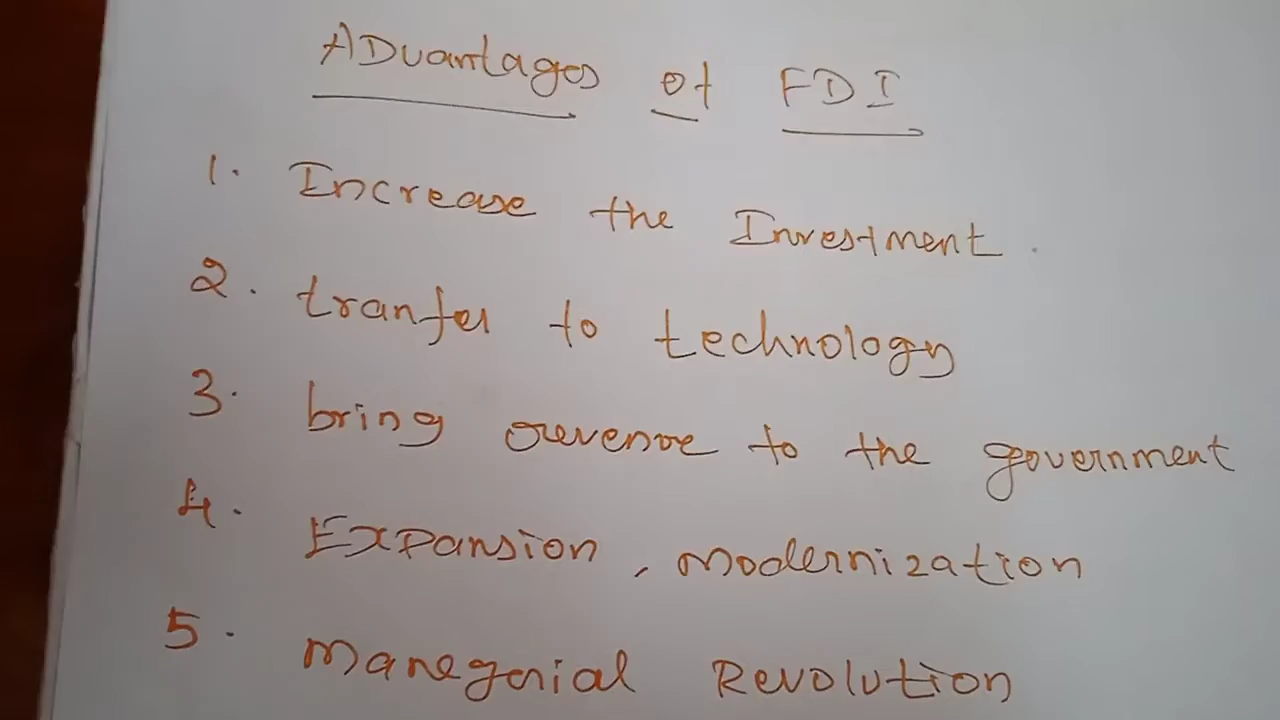 ADvantages of FDI
1. Increase the Investment.
2. tranfer to technology
3. bring revenue to the government
4. Expansion, Modernization
5. Manegerial Revolution